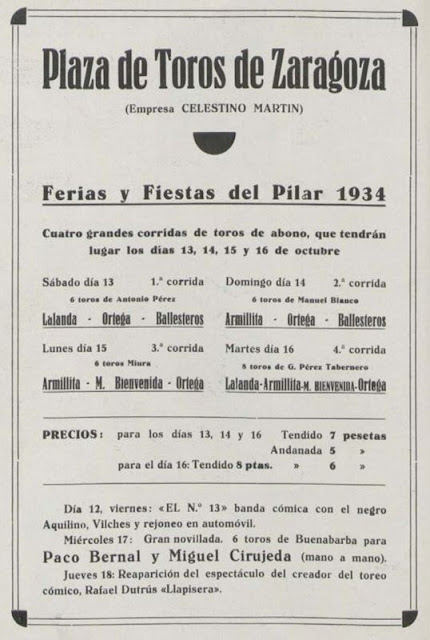 Plaza de Toros de Zaragoza
(Empresa CELESTINO MARTIN)
Ferias y Fiestas del Pilar 1934
Cuatro grandes corridas de toros de abono, que tendrán
lugar los días 13, 14, 15 y 16 de octubre
Sábado día 13 1.ª corrida
6 toros de Antonio Pérez
Lalanda - Ortega - Ballesteros
Domingo día 14 2.ª corrida
6 toros de Manuel Blanco
Armillita - Ortega - Ballesteros
Lunes día 15 3.ª corrida
6 toros Miura
Armillita - M. Bienvenida - Ortega
Martes día 16 4.ª corrida
8 toros de G. Pérez Tabernero
Lalanda-Armillita-M. BIENVENIDA-Ortega
PRECIOS: para los días 13, 14 y 16 Tendido 7 pesetas
Andanada 5 »
para el día 16: Tendido 8 ptas. » 6 »
Día 12, viernes: «EL N.º 13» banda cómica con el negro
Aquilino, Vilches y rejoneo en automóvil.
Miércoles 17: Gran novillada. 6 toros de Buenabarba para
Paco Bernal y Miguel Cirujeda (mano a mano).
Jueves 18: Reaparición del espectáculo del creador del toreo
cómico, Rafael Dutrús «Llapisera».